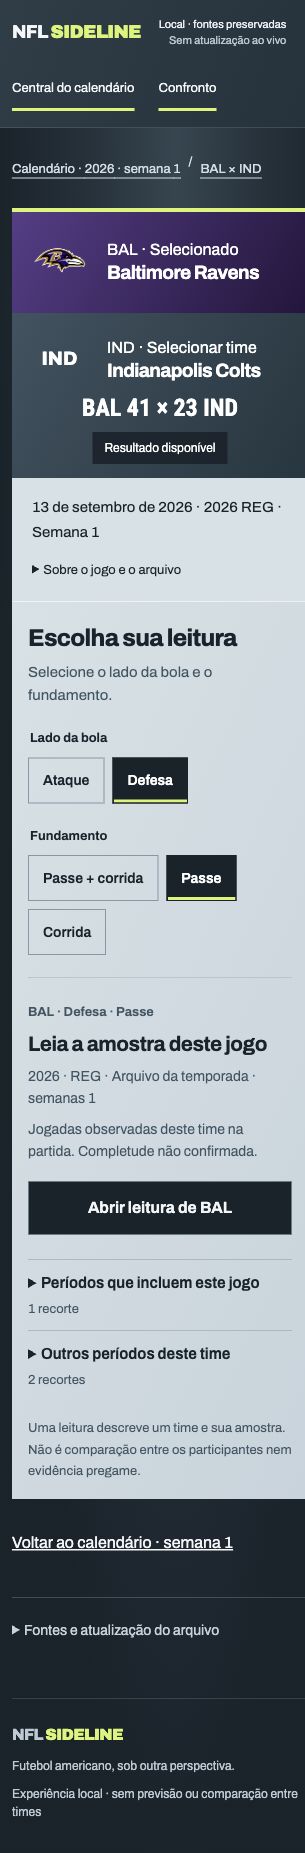 NFL SIDELINE
Local · fontes preservadas
Sem atualização ao vivo
Central do calendário
Confronto
Calendário · 2026 · semana 1 / BAL × IND
BAL · Selecionado
Baltimore Ravens
IND
IND · Selecionar time
Indianapolis Colts
BAL 41 × 23 IND
Resultado disponível
13 de setembro de 2026 · 2026 REG ·
Semana 1
Sobre o jogo e o arquivo
Escolha sua leitura
Selecione o lado da bola e o
fundamento.
Lado da bola
Ataque
Defesa
Fundamento
Passe + corrida
Passe
Corrida
BAL · Defesa · Passe
Leia a amostra deste jogo
2026 · REG · Arquivo da temporada ·
semanas 1
Jogadas observadas deste time na
partida. Completude não confirmada.
Abrir leitura de BAL
Períodos que incluem este jogo
1 recorte
Outros períodos deste time
2 recortes
Uma leitura descreve um time e sua amostra.
Não é comparação entre os participantes nem
evidência pregame.
Voltar ao calendário · semana 1
Fontes e atualização do arquivo
NFL SIDELINE
Futebol americano, sob outra perspectiva.
Experiência local · sem previsão ou comparação entre
times